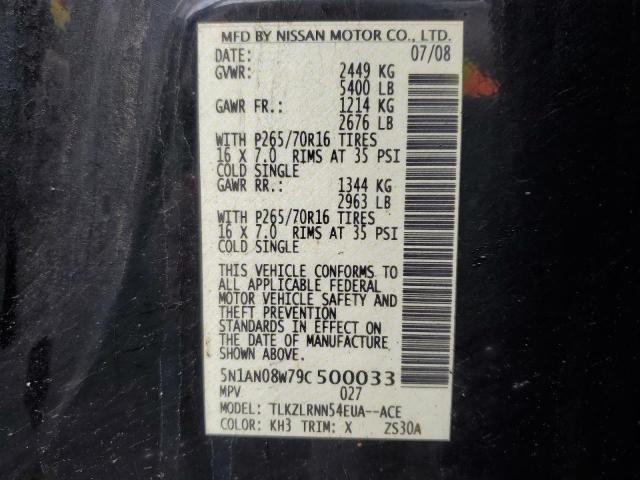 MFD BY NISSAN MOTOR CO., LTD.
DATE: 07/08
GVWR: 2449 KG
5400 LB
GAWR FR.: 1214 KG
2676 LB
WITH P265/70R16 TIRES
16 X 7.0 RIMS AT 35 PSI
COLD SINGLE
GAWR RR.: 1344 KG
2963 LB
WITH P265/70R16 TIRES
16 X 7.0 RIMS AT 35 PSI
COLD SINGLE
THIS VEHICLE CONFORMS TO
ALL APPLICABLE FEDERAL
MOTOR VEHICLE SAFETY AND
THEFT PREVENTION
STANDARDS IN EFFECT ON
THE DATE OF MANUFACTURE
SHOWN ABOVE.
5N1AN08W79C500033
MPV 027
MODEL: TLKZLRNN54EUA--ACE
COLOR: KH3 TRIM: X ZS30A